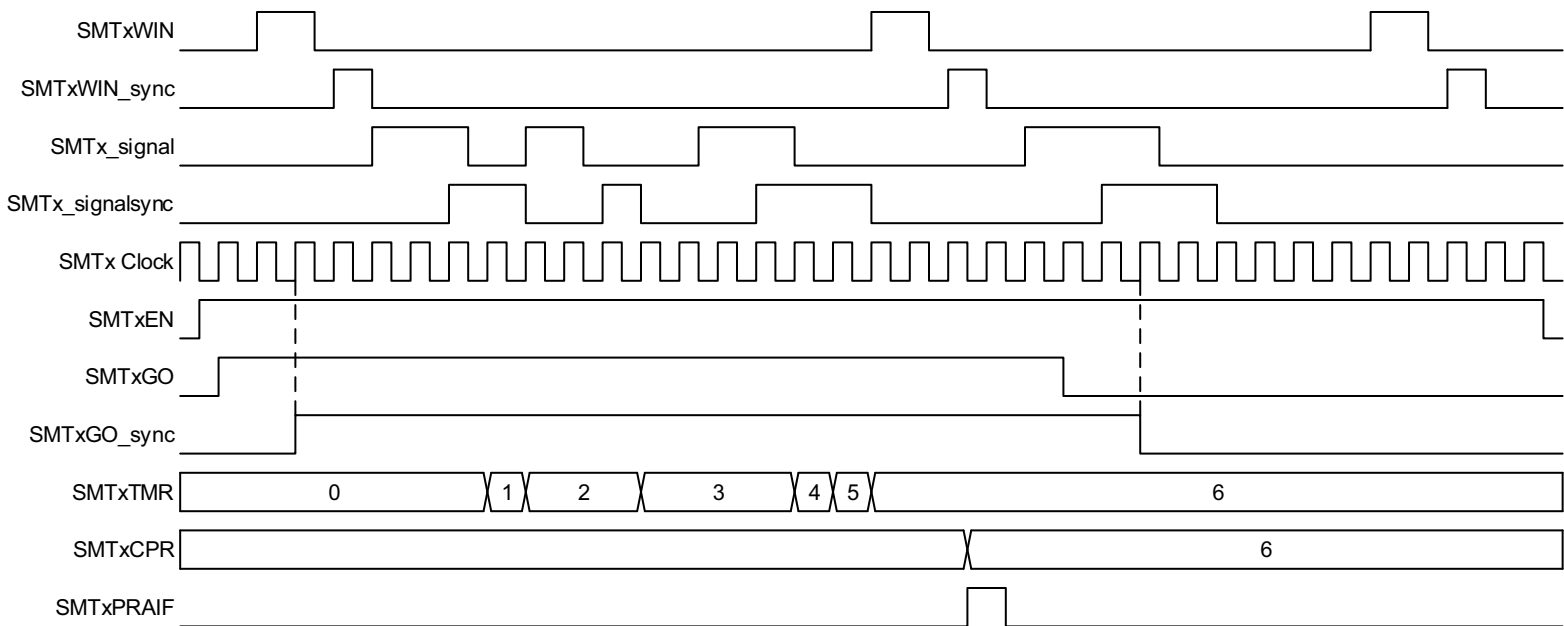 SMTxWIN
SMTxWIN_sync
SMTx_signal
SMTx_signalsync
SMTx Clock
SMTxEN
SMTxGO
SMTxGO_sync
SMTxTMR 0 1 2 3 4 5 6
SMTxCPR 6
SMTxPRAIF